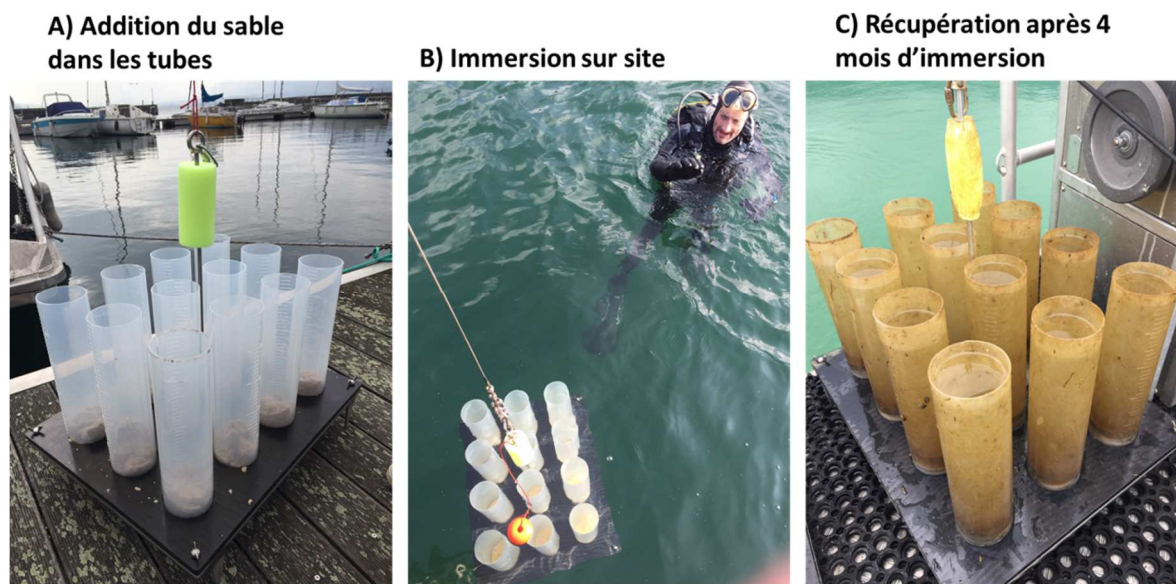 A) Addition du sable
dans les tubes
B) Immersion sur site
C) Récupération après 4
mois d’immersion